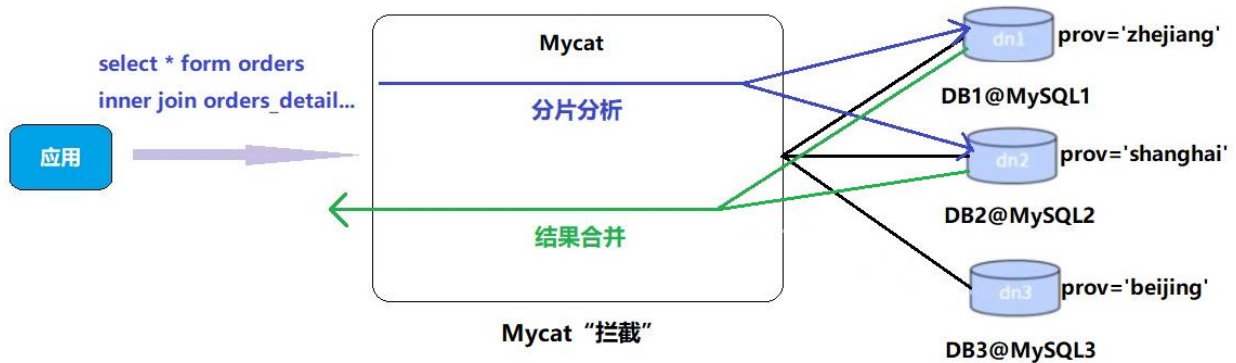 Mycat
select * form orders
inner join orders_detail...
分片分析
应用
结果合并
Mycat“拦截”
dn1
prov='zhejiang'
DB1@MySQL1
dn2
prov='shanghai'
DB2@MySQL2
dn3
prov='beijing'
DB3@MySQL3